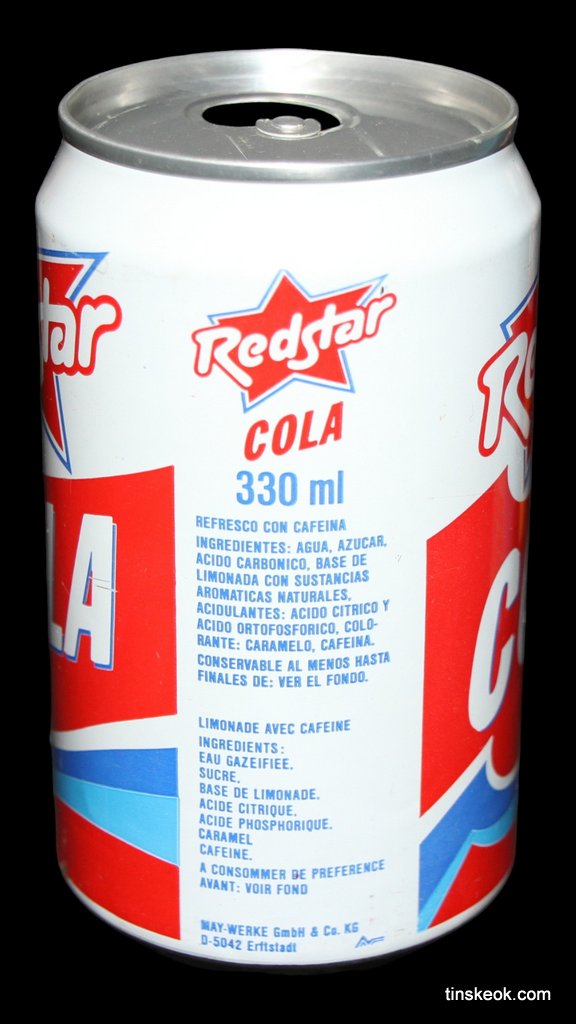 Redstar
COLA
330 ml
REFRESCO CON CAFEINA
INGREDIENTES: AGUA, AZUCAR,
ACIDO CARBONICO, BASE DE
LIMONADA CON SUSTANCIAS
AROMATICAS NATURALES,
ACIDULANTES: ACIDO CITRICO Y
ACIDO ORTOFOSFORICO, COLO-
RANTE: CARAMELO, CAFEINA.
CONSERVABLE AL MENOS HASTA
FINALES DE: VER EL FONDO.
LIMONADE AVEC CAFEINE
INGREDIENTS:
EAU GAZEIFIEE,
SUCRE,
BASE DE LIMONADE,
ACIDE CITRIQUE,
ACIDE PHOSPHORIQUE.
CARAMEL
CAFEINE.
A CONSOMMER DE PREFERENCE
AVANT: VOIR FOND
MAY-WERKE GmbH & Co. KG
D-5042 Erftstadt
tar
LA
R
C
tinskeok.com